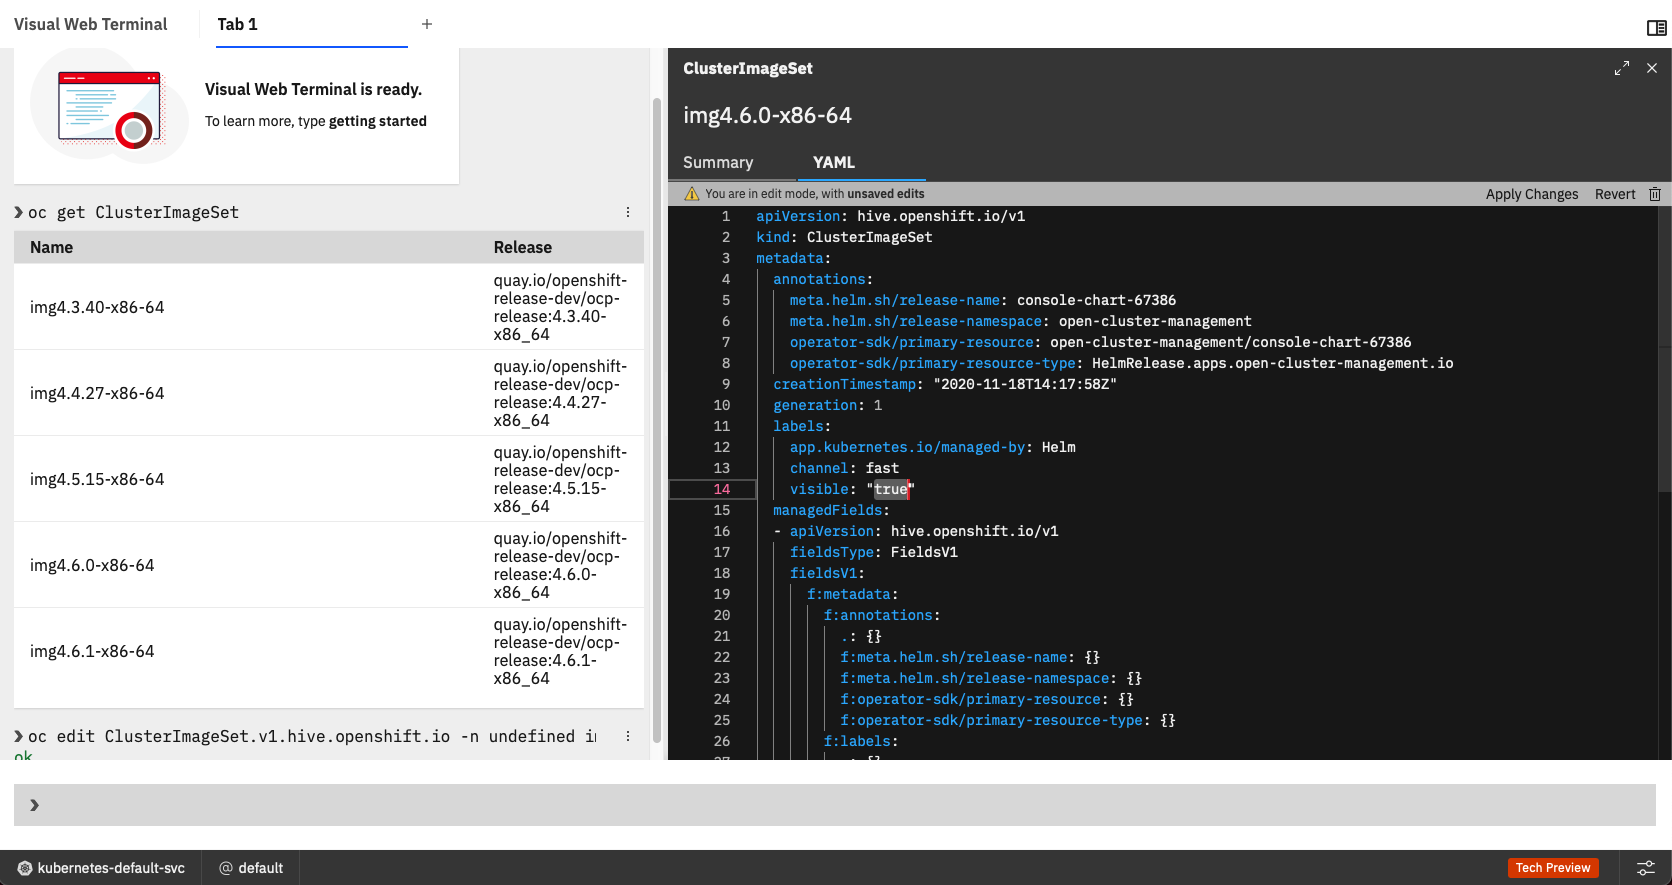 Visual Web Terminal
Tab 1
+
Visual Web Terminal is ready.
To learn more, type getting started
❯ oc get ClusterImageSet
Name Release
img4.3.40-x86-64
quay.io/openshift-
release-dev/ocp-
release:4.3.40-
x86_64
img4.4.27-x86-64
quay.io/openshift-
release-dev/ocp-
release:4.4.27-
x86_64
img4.5.15-x86-64
quay.io/openshift-
release-dev/ocp-
release:4.5.15-
x86_64
img4.6.0-x86-64
quay.io/openshift-
release-dev/ocp-
release:4.6.0-
x86_64
img4.6.1-x86-64
quay.io/openshift-
release-dev/ocp-
release:4.6.1-
x86_64
❯ oc edit ClusterImageSet.v1.hive.openshift.io -n undefined
ok
ClusterImageSet
img4.6.0-x86-64
Summary YAML
You are in edit mode, with unsaved edits
Apply Changes Revert
1 apiVersion: hive.openshift.io/v1
2 kind: ClusterImageSet
3 metadata:
4 annotations:
5 meta.helm.sh/release-name: console-chart-67386
6 meta.helm.sh/release-namespace: open-cluster-management
7 operator-sdk/primary-resource: open-cluster-management/console-chart-67386
8 operator-sdk/primary-resource-type: HelmRelease.apps.open-cluster-management.io
9 creationTimestamp: "2020-11-18T14:17:58Z"
10 generation: 1
11 labels:
12 app.kubernetes.io/managed-by: Helm
13 channel: fast
14 visible: "true"
15 managedFields:
16 - apiVersion: hive.openshift.io/v1
17 fieldsType: FieldsV1
18 fieldsV1:
19 f:metadata:
20 f:annotations:
21 .: {}
22 f:meta.helm.sh/release-name: {}
23 f:meta.helm.sh/release-namespace: {}
24 f:operator-sdk/primary-resource: {}
25 f:operator-sdk/primary-resource-type: {}
26 f:labels:
❯
kubernetes-default-svc
@ default
Tech Preview